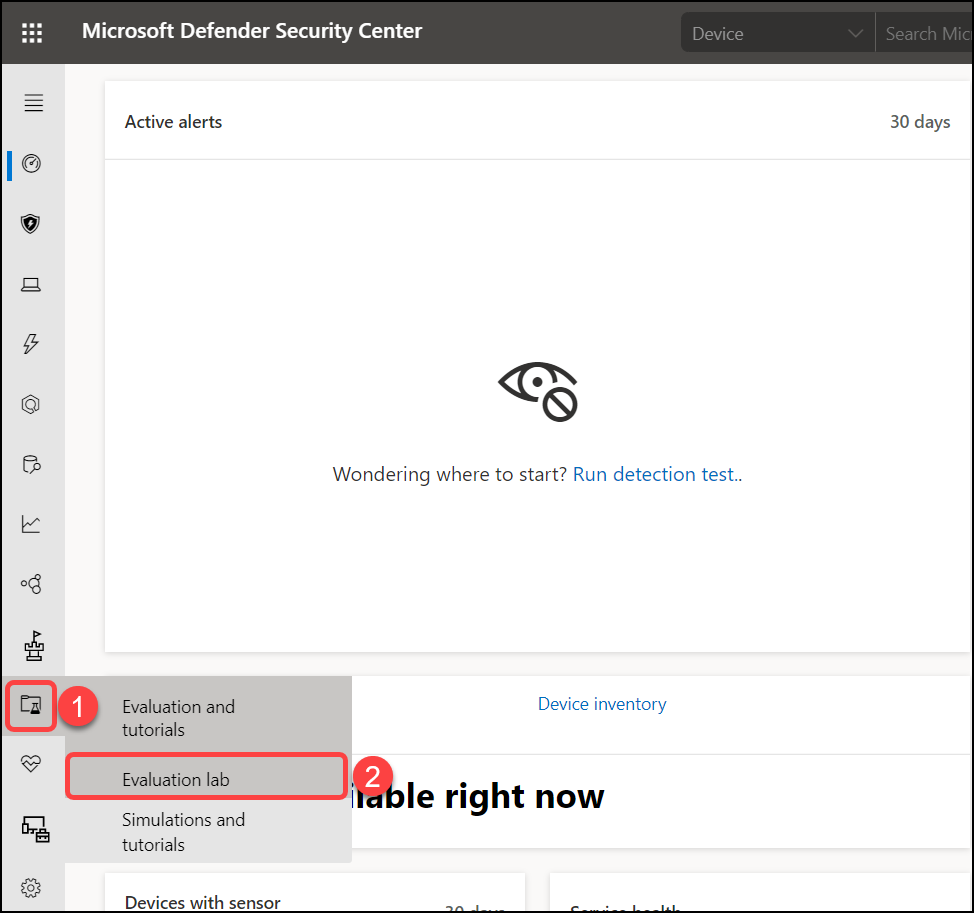 Microsoft Defender Security Center
Device
Search Mic
Active alerts
30 days
Wondering where to start? Run detection test..
1
Evaluation and
tutorials
Device inventory
Evaluation lab
2
ilable right now
Simulations and
tutorials
Devices with sensor
30 days
Service health